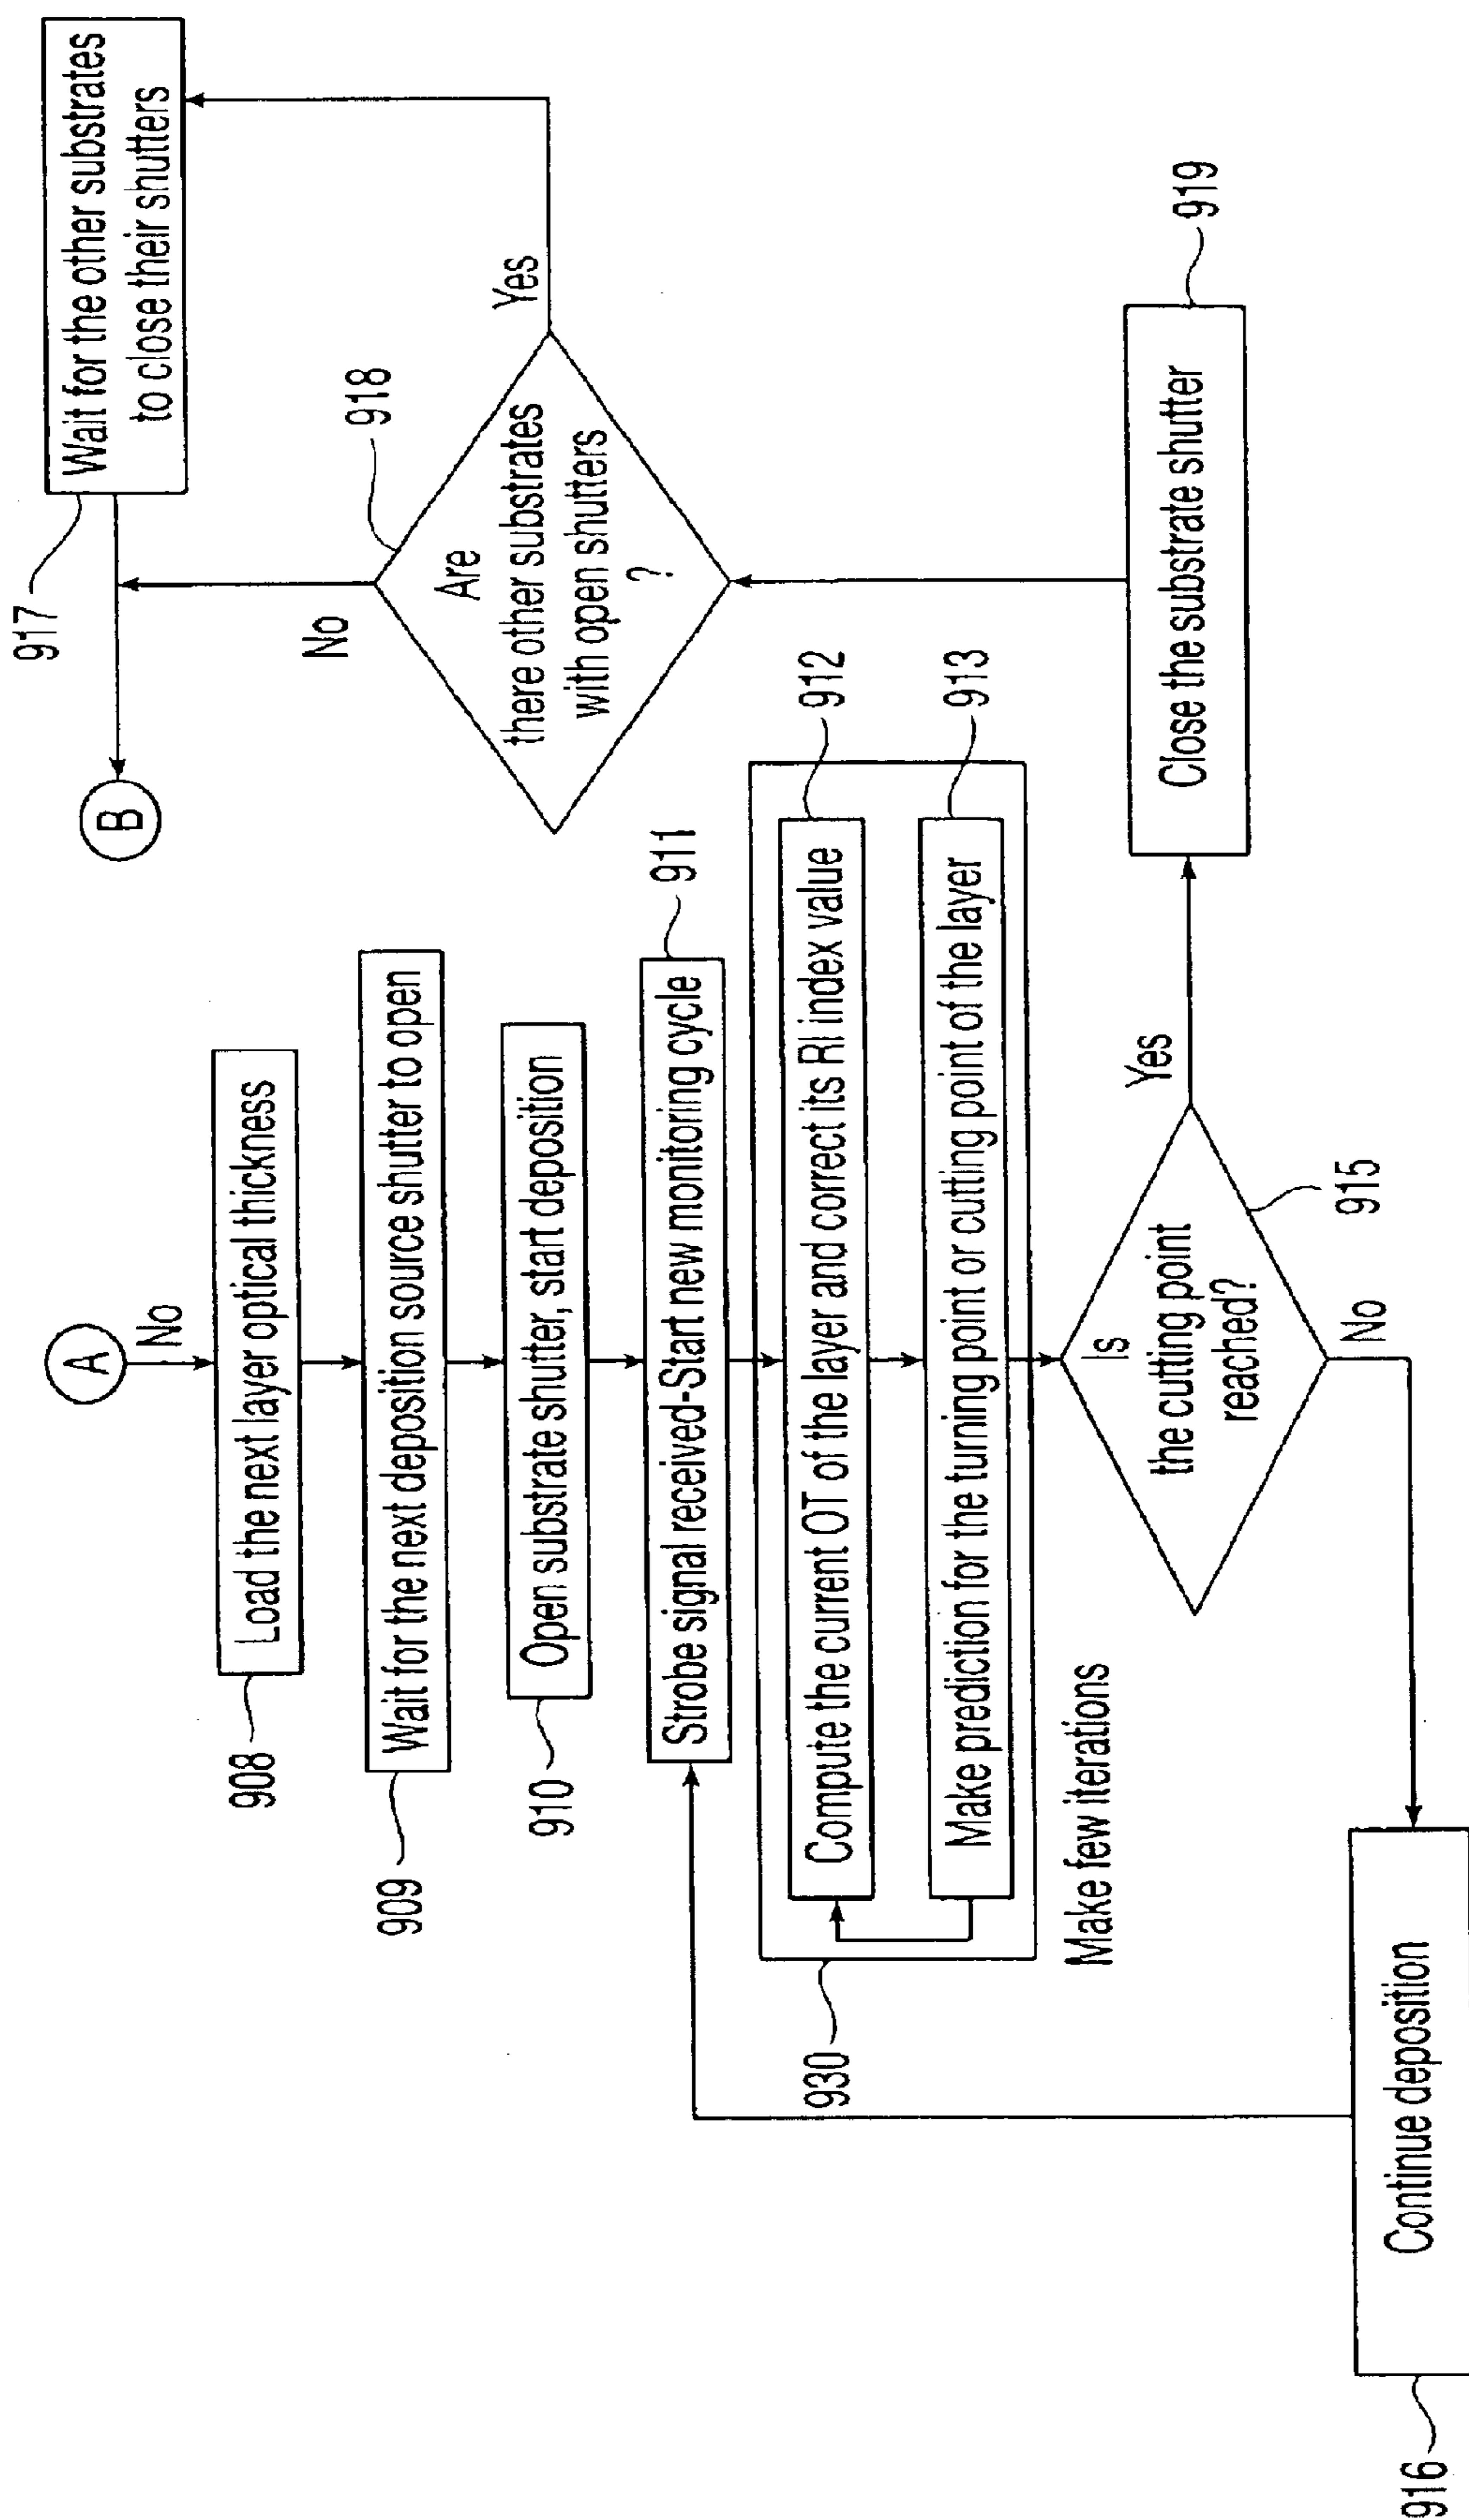 A
No
908
Load the next layer optical thickness
909
Wait for the next deposition source shutter to open
910
Open substrate shutter, start deposition
Strobe signal received-Start new monitoring cycle
911
930
Compute the current OT of the layer and correct its RI index value
912
Make prediction for the turning point or cutting point of the layer
913
Make few iterations
Is
the cutting point
reached?
915
Yes
No
916
Continue deposition
Close the substrate shutter
919
Are
there other substrates
with open shutters
?
918
Yes
No
917
Wait for the other substrates
to close their shutters
B